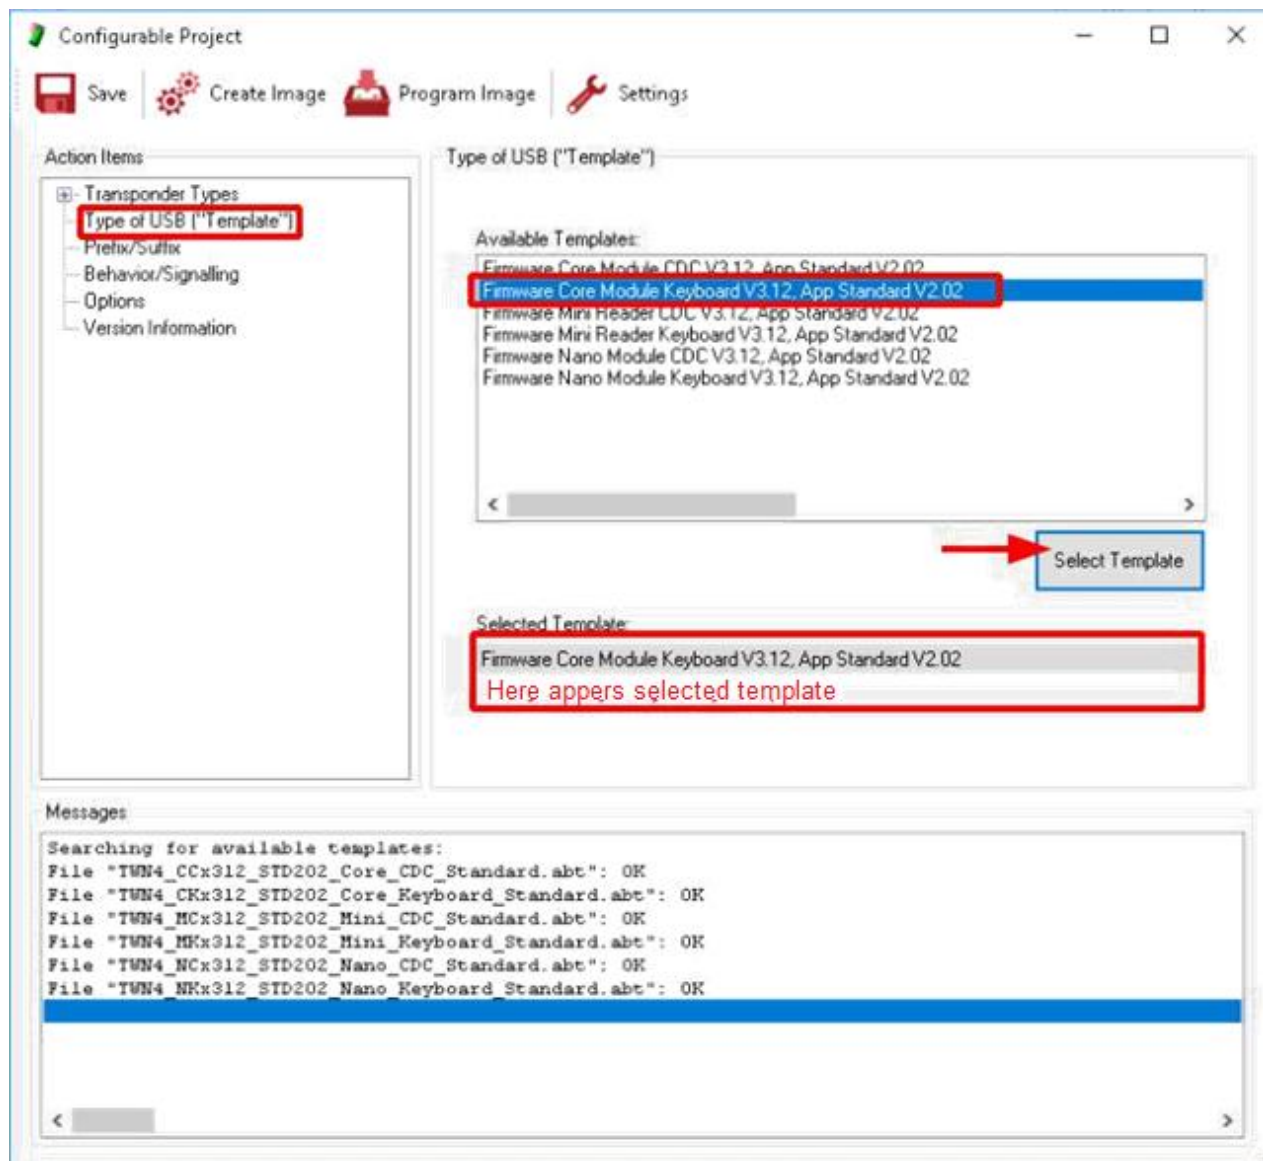 Configurable Project
Save Create Image Program Image Settings
Action Items
Transponder Types
Type of USB ("Template")
Prefix/Suffix
Behavior/Signalling
Options
Version Information
Type of USB ("Template")
Available Templates:
Firmware Core Module CDC V3.12, App Standard V2.02
Firmware Core Module Keyboard V3.12, App Standard V2.02
Firmware Mini Reader CDC V3.12, App Standard V2.02
Firmware Mini Reader Keyboard V3.12, App Standard V2.02
Firmware Nano Module CDC V3.12, App Standard V2.02
Firmware Nano Module Keyboard V3.12, App Standard V2.02
Select Template
Selected Template:
Firmware Core Module Keyboard V3.12, App Standard V2.02
Here appers selected template
Messages
Searching for available templates:
File "TWN4_CCx312_STD202_Core_CDC_Standard.abt": OK
File "TWN4_CKx312_STD202_Core_Keyboard_Standard.abt": OK
File "TWN4_MCx312_STD202_Mini_CDC_Standard.abt": OK
File "TWN4_MKx312_STD202_Mini_Keyboard_Standard.abt": OK
File "TWN4_NCx312_STD202_Nano_CDC_Standard.abt": OK
File "TWN4_NKx312_STD202_Nano_Keyboard_Standard.abt": OK